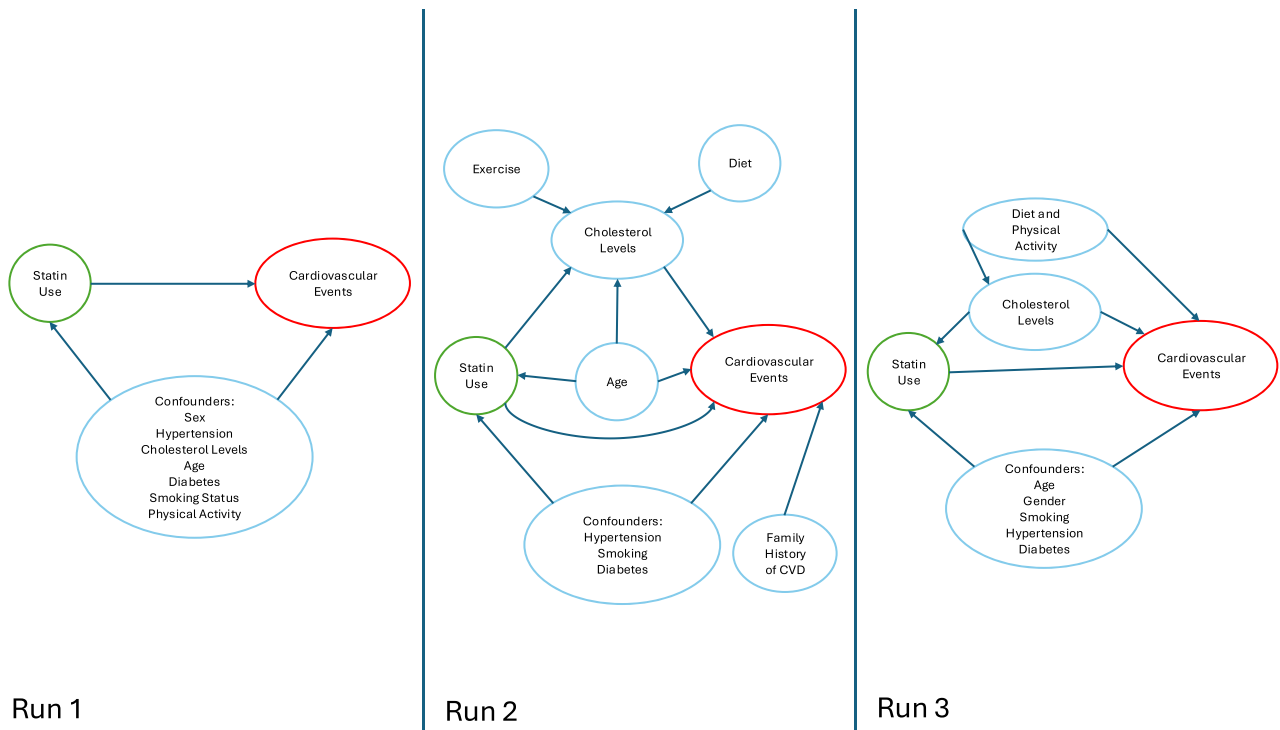 Statin
Use
Cardiovascular
Events
Confounders:
Sex
Hypertension
Cholesterol Levels
Age
Diabetes
Smoking Status
Physical Activity
Run 1
Exercise
Diet
Cholesterol
Levels
Statin
Use
Age
Cardiovascular
Events
Confounders:
Hypertension
Smoking
Diabetes
Family
History
of CVD
Run 2
Diet and
Physical
Activity
Cholesterol
Levels
Statin
Use
Cardiovascular
Events
Confounders:
Age
Gender
Smoking
Hypertension
Diabetes
Run 3